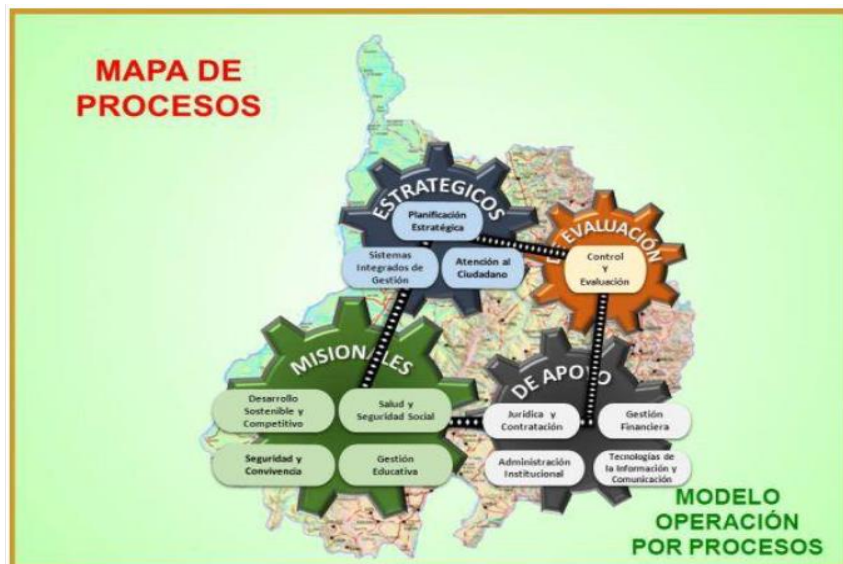 MAPA DE
PROCESOS
ESTRATEGICOS
Planificación
Estratégica
Sistemas
Integrados de
Gestión
Atención al
Ciudadano
DE EVALUACIÓN
Control
y
Evaluación
MISIONALES
Desarrollo
Sostenible y
Competitivo
Salud y
Seguridad Social
Seguridad y
Convivencia
Gestión
Educativa
DE APOYO
Jurídica y
Contratación
Gestión
Financiera
Administración
Institucional
Tecnologías de
la Información y
Comunicación
MODELO
OPERACIÓN
POR PROCESOS